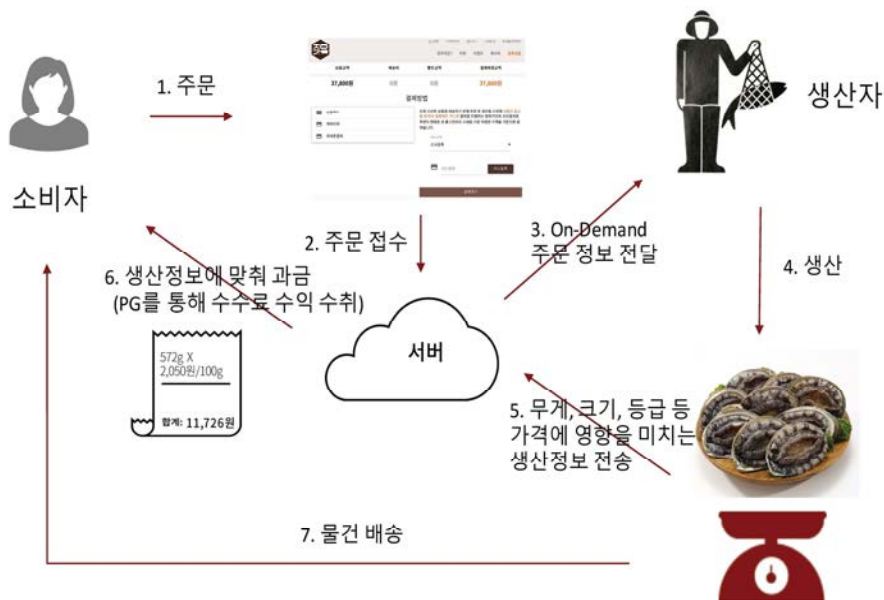 1. 주문
소비자
생산자
37,800원
37,800원
결제방법
2. 주문 접수
3. On-Demand
주문 정보 전달
4. 생산
6. 생산정보에 맞춰 과금
(PG를 통해 수수료 수익 수취)
서버
572g X
2,050원/100g
합계: 11,726원
5. 무게, 크기, 등급 등
가격에 영향을 미치는
생산정보 전송
7. 물건 배송